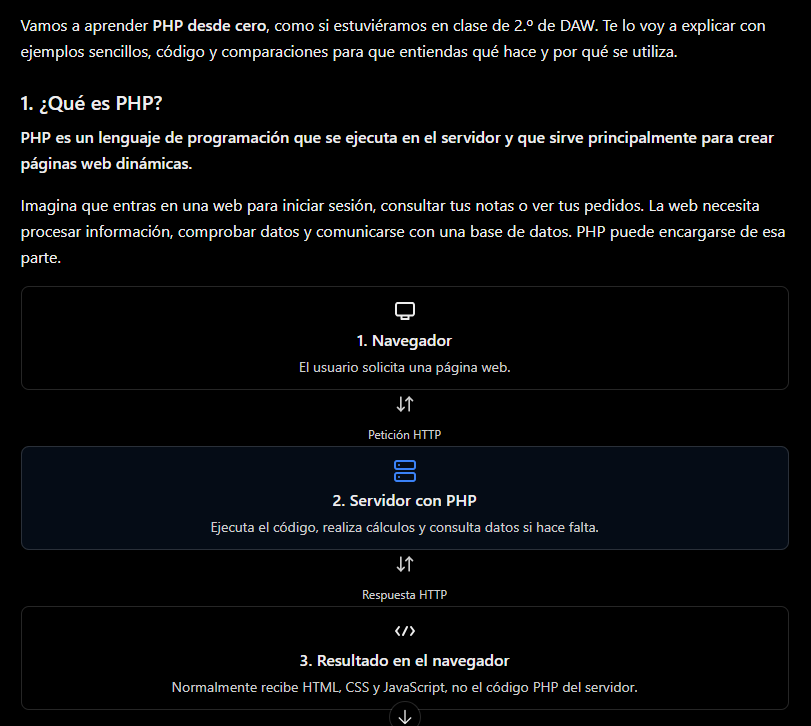 Vamos a aprender PHP desde cero, como si estuviéramos en clase de 2.º de DAW. Te lo voy a explicar con
ejemplos sencillos, código y comparaciones para que entiendas qué hace y por qué se utiliza.
1. ¿Qué es PHP?
PHP es un lenguaje de programación que se ejecuta en el servidor y que sirve principalmente para crear
páginas web dinámicas.
Imagina que entras en una web para iniciar sesión, consultar tus notas o ver tus pedidos. La web necesita
procesar información, comprobar datos y comunicarse con una base de datos. PHP puede encargarse de esa
parte.
1. Navegador
El usuario solicita una página web.
Petición HTTP
2. Servidor con PHP
Ejecuta el código, realiza cálculos y consulta datos si hace falta.
Respuesta HTTP
3. Resultado en el navegador
Normalmente recibe HTML, CSS y JavaScript, no el código PHP del servidor.